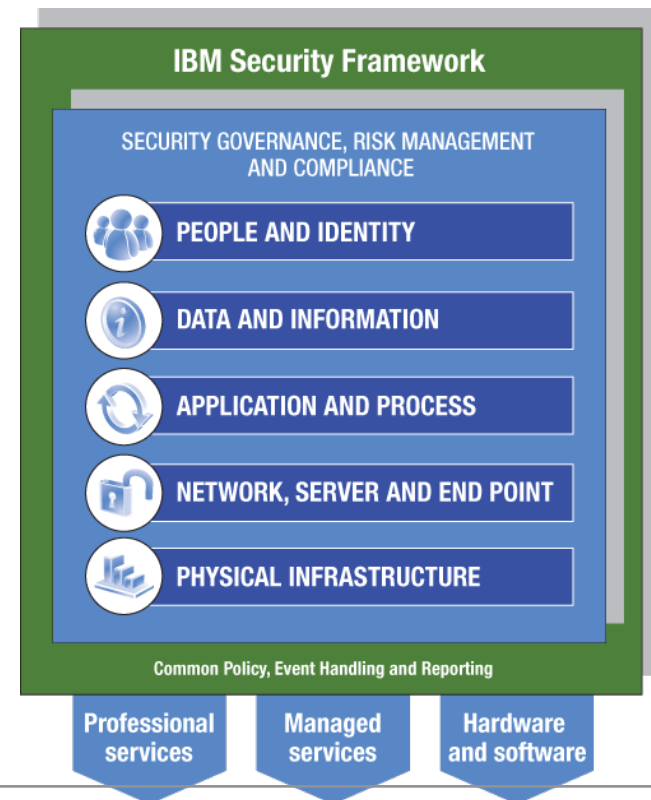 IBM Security Framework
SECURITY GOVERNANCE, RISK MANAGEMENT
AND COMPLIANCE
PEOPLE AND IDENTITY
DATA AND INFORMATION
APPLICATION AND PROCESS
NETWORK, SERVER AND END POINT
PHYSICAL INFRASTRUCTURE
Common Policy, Event Handling and Reporting
Professional
services
Managed
services
Hardware
and software